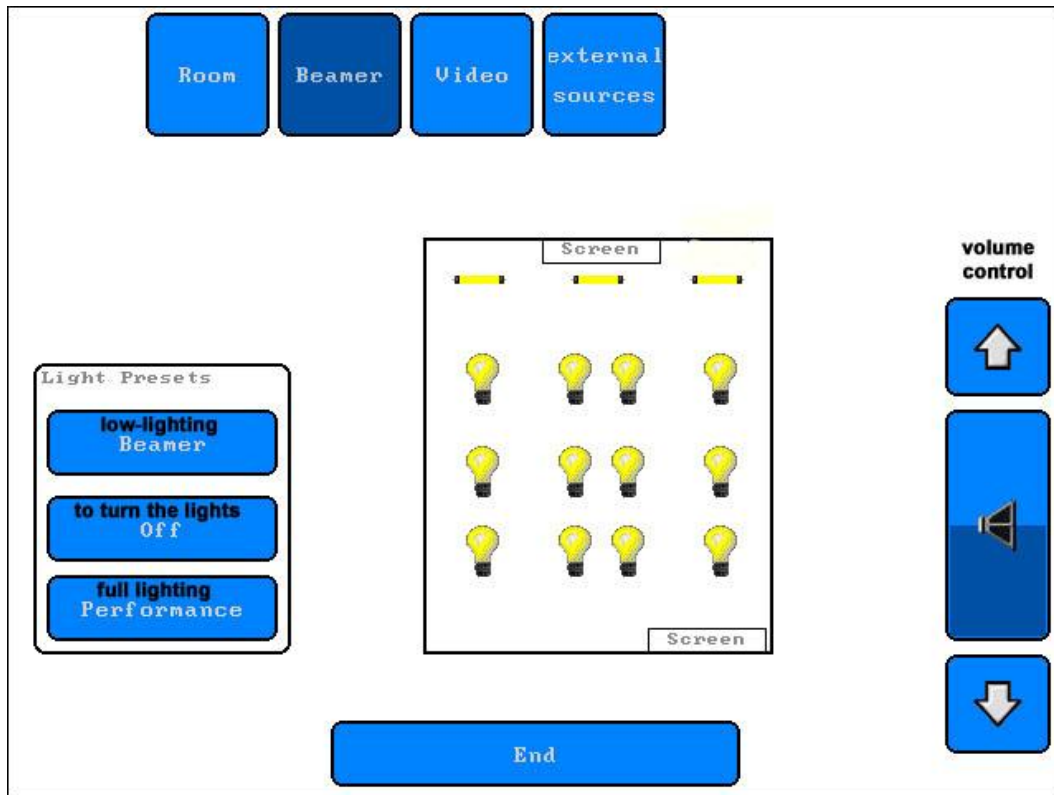 Room
Beamer
Video
external
sources
Screen
volume
control
Light Presets
low-lighting
Beamer
to turn the lights
Off
full lighting
Performance
Screen
End